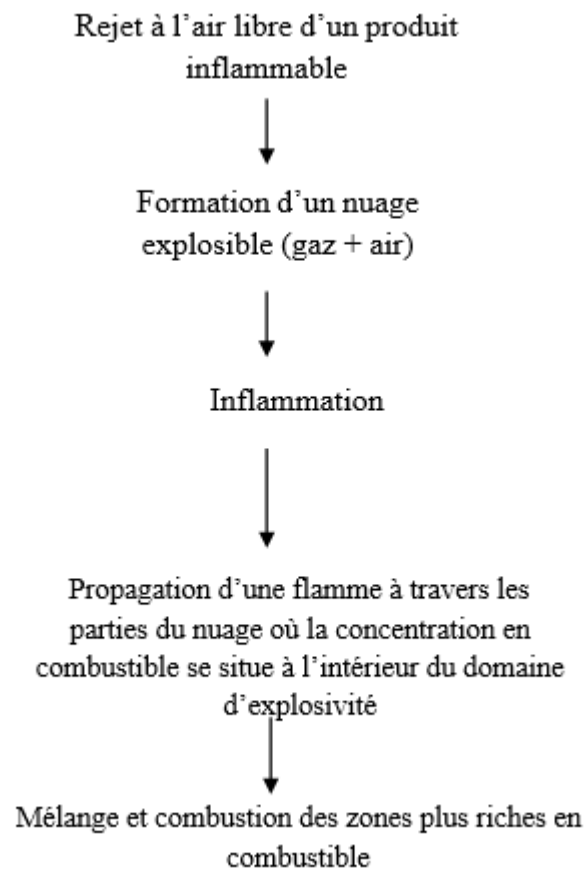 Rejet à l’air libre d’un produit
inflammable
Formation d’un nuage
explosible (gaz + air)
Inflammation
Propagation d’une flamme à travers les
parties du nuage où la concentration en
combustible se situe à l’intérieur du domaine
d’explosivité
Mélange et combustion des zones plus riches en
combustible